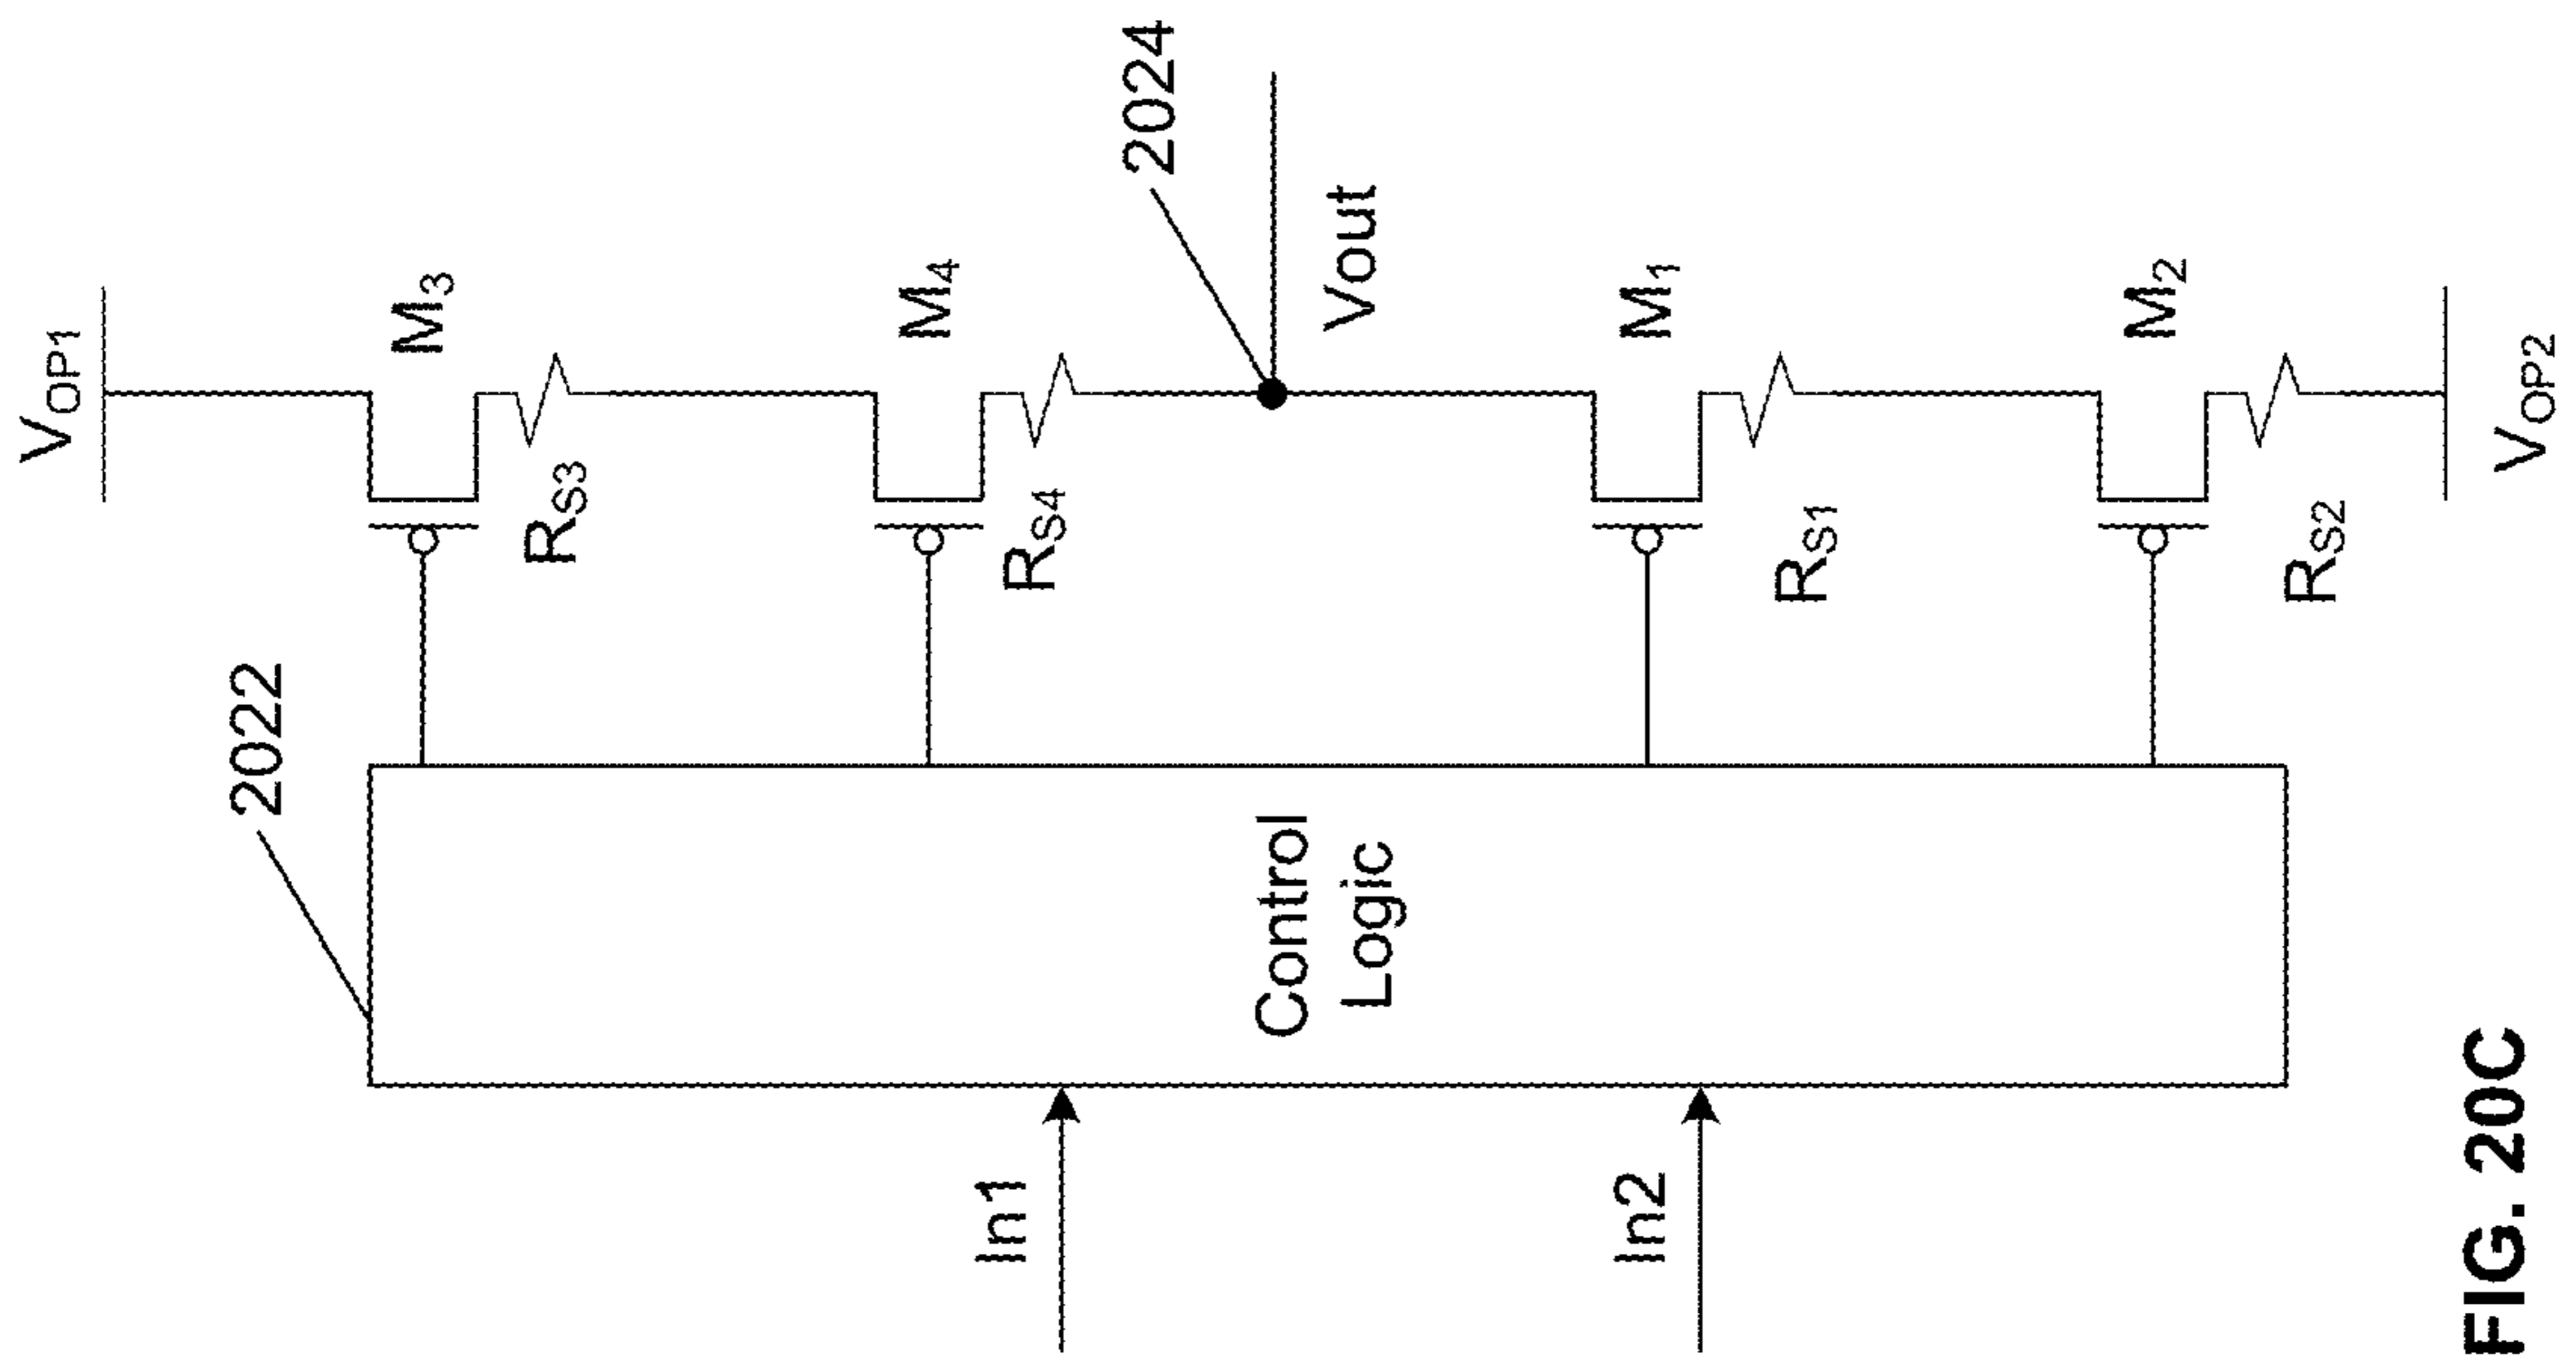 V_OP1
M_3
2022
R_S3
M_4
R_S4
2024
Vout
Control
Logic
In1
In2
M_1
R_S1
M_2
R_S2
V_OP2
FIG. 20C